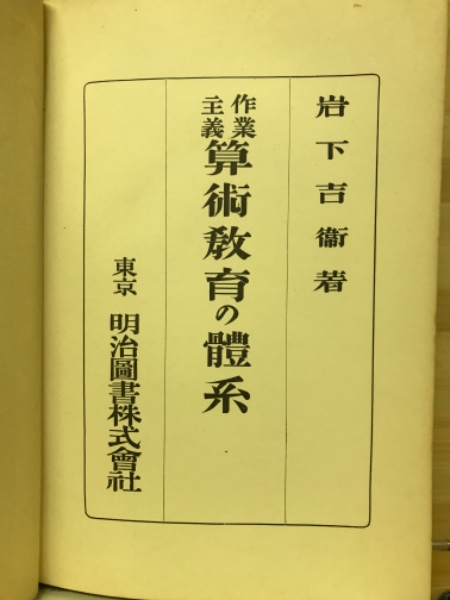 岩下吉衞著
作業主義 算術敎育の體系
東京 明治圖書株式會社